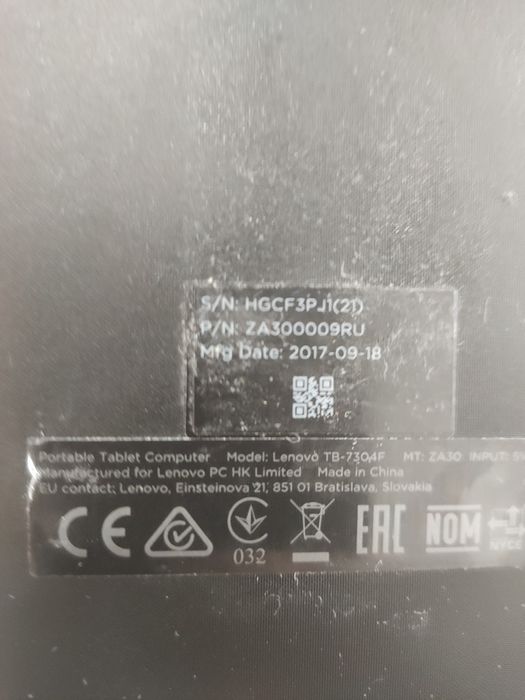 S/N: HGCF3PJ1(21)
P/N: ZA300009RU
Mfg Date: 2017-09-18
Portable Tablet Computer Model: Lenovo TB-7304F MT: ZA30 INPUT: 5V
Manufactured for Lenovo PC HK Limited Made in China
EU contact: Lenovo, Einsteinova 21, 851 01 Bratislava, Slovakia
CE 032 EAC NOM NYCE